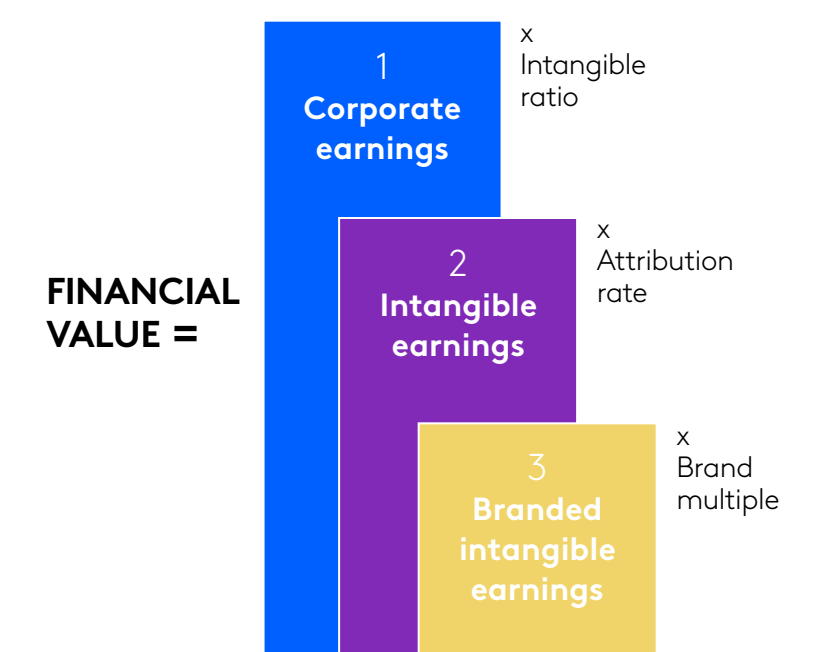 FINANCIAL
VALUE =
1
Corporate
earnings
x
Intangible
ratio
2
Intangible
earnings
x
Attribution
rate
3
Branded
intangible
earnings
x
Brand
multiple